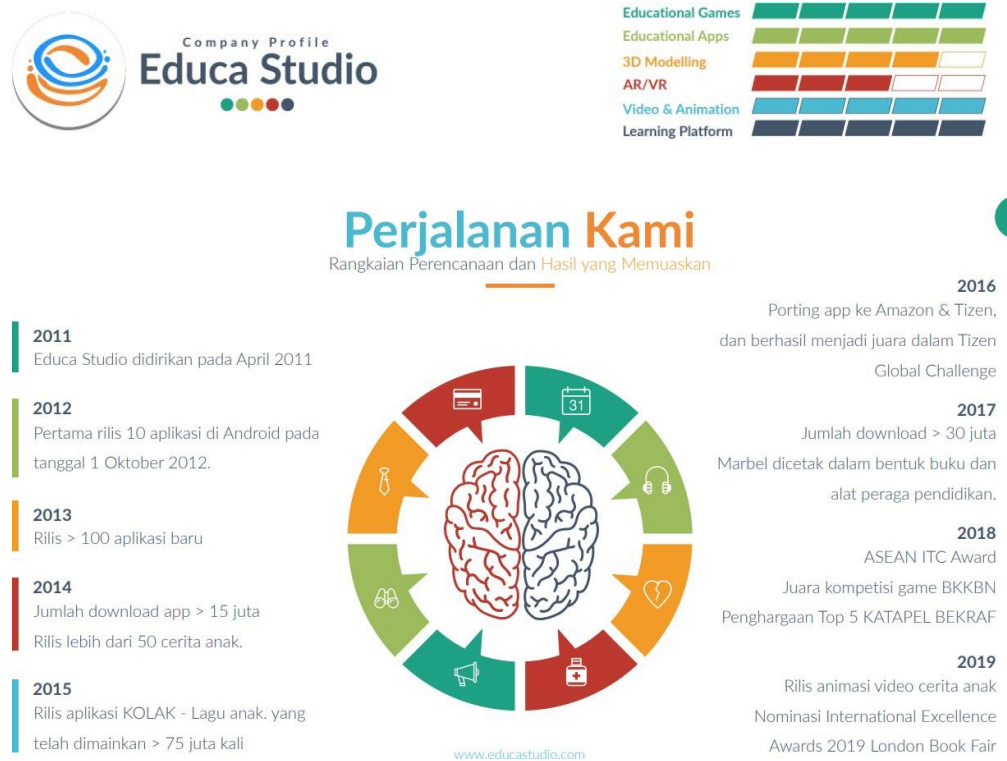 Company Profile
Educa Studio
Educational Games
Educational Apps
3D Modelling
AR/VR
Video & Animation
Learning Platform
Perjalanan Kami
Rangkaian Perencanaan dan Hasil yang Memuaskan
2011
Educa Studio didirikan pada April 2011
2012
Pertama rilis 10 aplikasi di Android pada
tanggal 1 Oktober 2012.
2013
Rilis > 100 aplikasi baru
2014
Jumlah download app > 15 juta
Rilis lebih dari 50 cerita anak.
2015
Rilis aplikasi KOLAK - Lagu anak. yang
telah dimainkan > 75 juta kali
31
2016
Porting app ke Amazon & Tizen,
dan berhasil menjadi juara dalam Tizen
Global Challenge
2017
Jumlah download > 30 juta
Marbel dicetak dalam bentuk buku dan
alat peraga pendidikan.
2018
ASEAN ITC Award
Juara kompetisi game BKKBN
Penghargaan Top 5 KATAPEL BEKRAF
2019
Rilis animasi video cerita anak
Nominasi International Excellence
Awards 2019 London Book Fair
www.educastudio.com